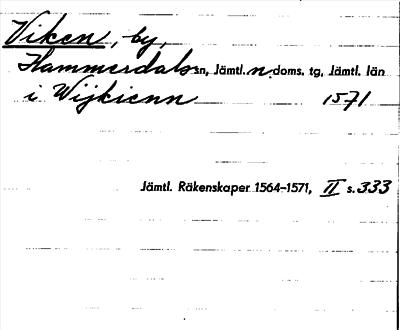 Viken, by,
Hammerdals sn, Jämtl. n. doms. tg, Jämtl. län
i Wijkienn 1571
Jämtl. Räkenskaper 1564-1571, II s. 333